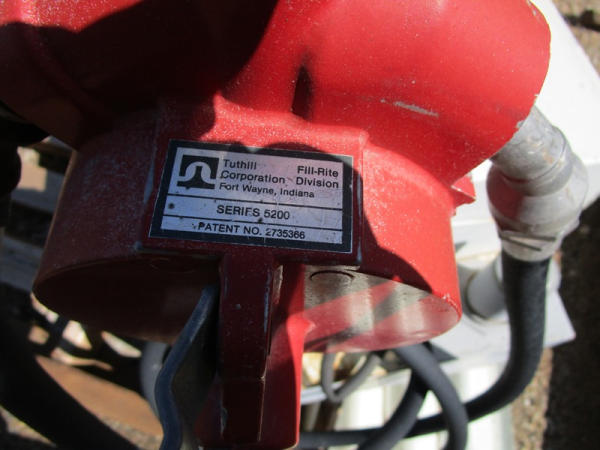 Tuthill Fill-Rite
Corporation Division
Fort Wayne, Indiana
SERIES 5200
PATENT NO. 2735366